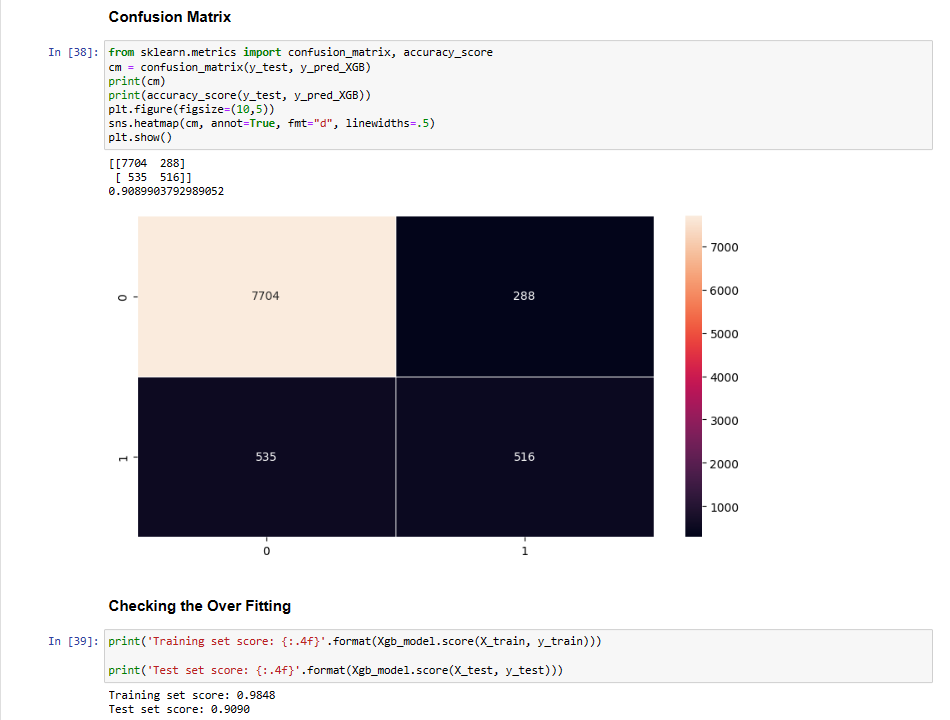 Confusion Matrix
In [38]: from sklearn.metrics import confusion_matrix, accuracy_score
cm = confusion_matrix(y_test, y_pred_XGB)
print(cm)
print(accuracy_score(y_test, y_pred_XGB))
plt.figure(figsize=(10,5))
sns.heatmap(cm, annot=True, fmt="d", linewidths=.5)
plt.show()
[[7704  288]
 [ 535  516]]
0.9089903792989052
7000
6000
5000
4000
3000
2000
1000
0
7704 288
1
535 516
0 1
Checking the Over Fitting
In [39]: print('Training set score: {:.4f}'.format(Xgb_model.score(X_train, y_train)))
print('Test set score: {:.4f}'.format(Xgb_model.score(X_test, y_test)))
Training set score: 0.9848
Test set score: 0.9090